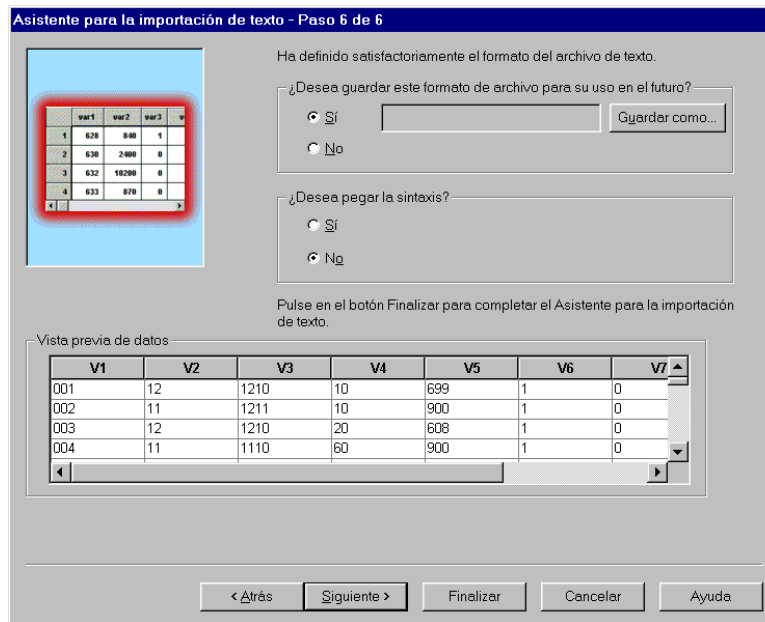 Asistente para la importación de texto - Paso 6 de 6
Ha definido satisfactoriamente el formato del archivo de texto.
¿Desea guardar este formato de archivo para su uso en el futuro?
Sí
Guardar como...
No
var1 var2 var3 v
1 628 840 1
2 630 2400 0
3 632 10200 0
4 633 870 0
¿Desea pegar la sintaxis?
Sí
No
Pulse en el botón Finalizar para completar el Asistente para la importación
de texto.
Vista previa de datos
V1 V2 V3 V4 V5 V6 V7
001 12 1210 10 699 1 0
002 11 1211 10 900 1 0
003 12 1210 20 608 1 0
004 11 1110 60 900 1 0
< Atrás Siguiente > Finalizar Cancelar Ayuda